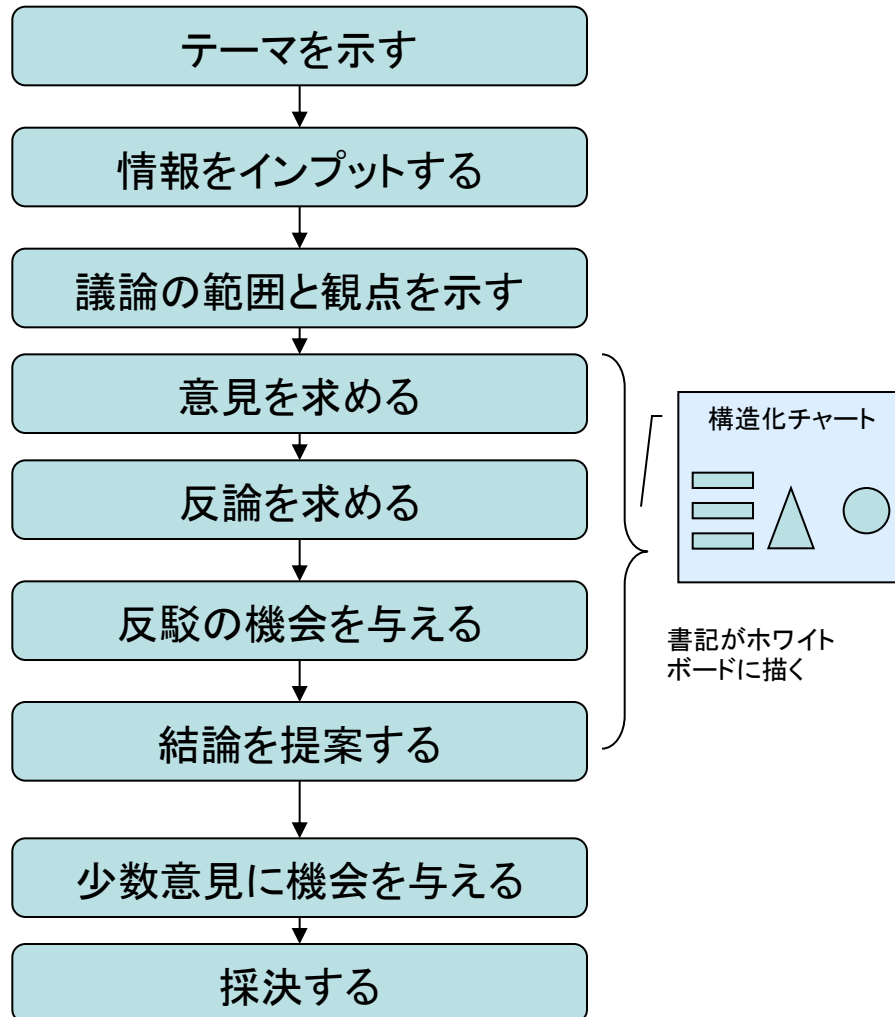 テーマを示す
情報をインプットする
議論の範囲と観点を示す
意見を求める
反論を求める
反駁の機会を与える
結論を提案する
少数意見に機会を与える
採決する
構造化チャート
書記がホワイト
ボードに描く